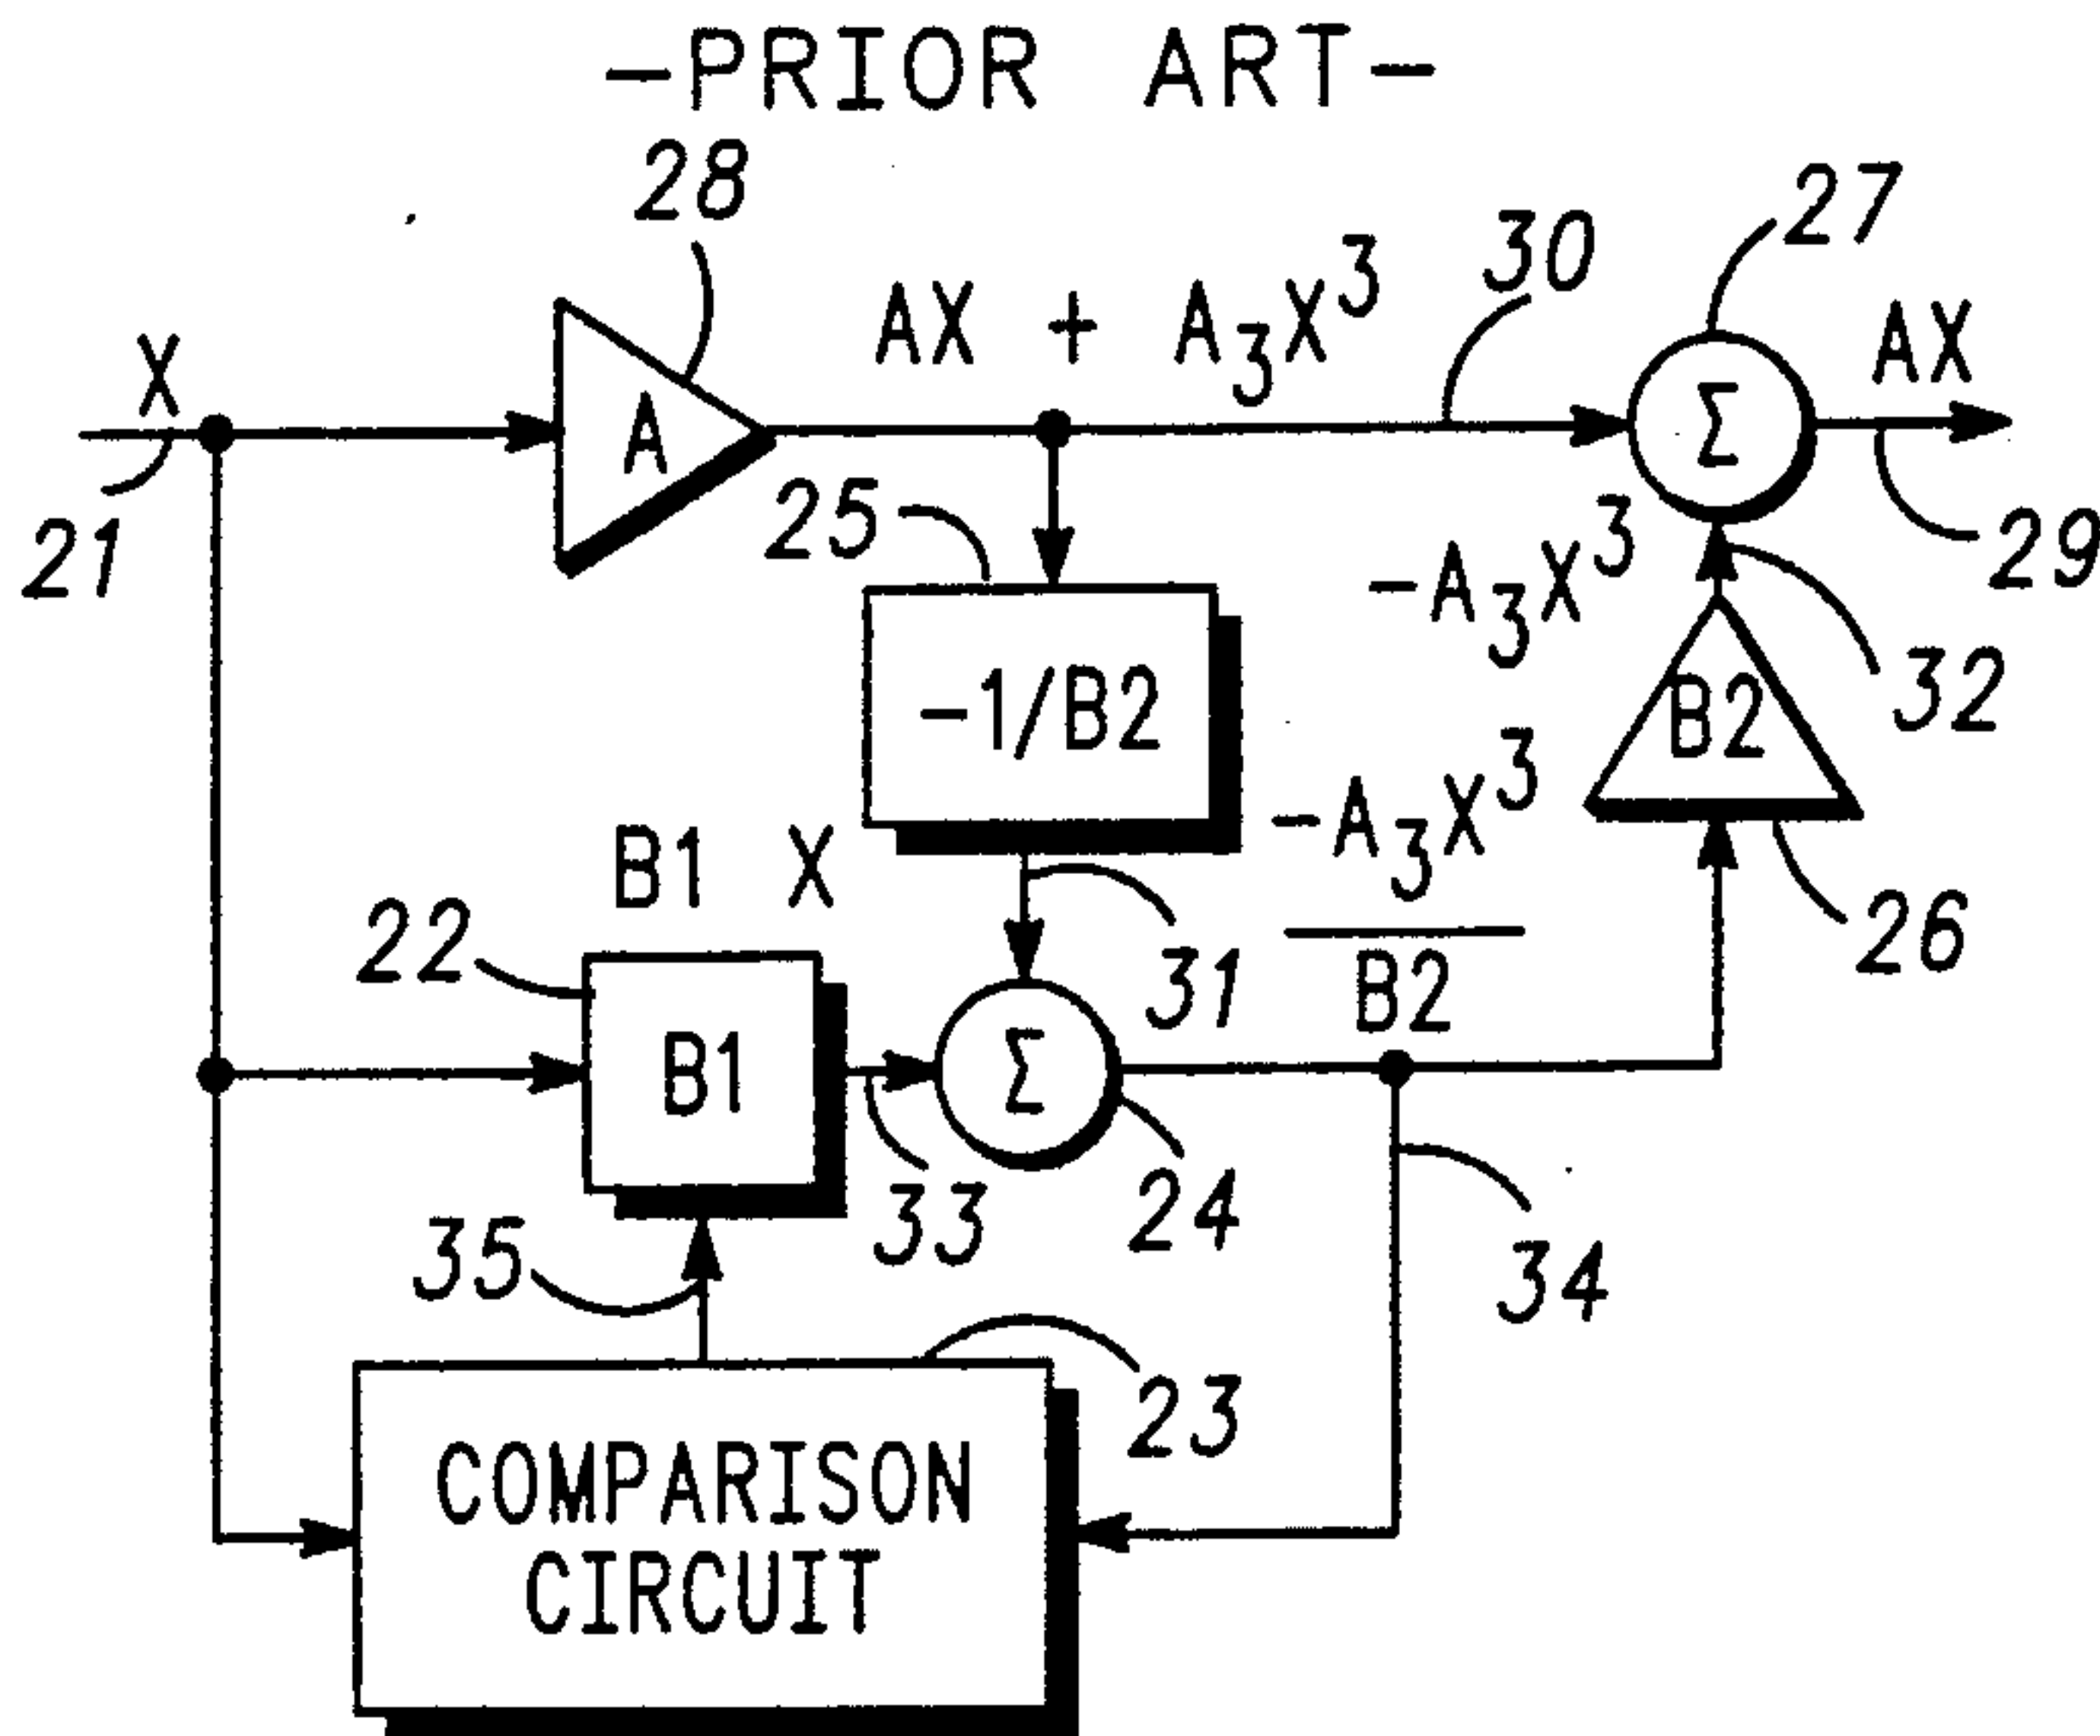 -PRIOR ART-
28
27
30
AX + A₃X³
X
AX
A
Σ
21
25
29
-A₃X³
32
-1/B2
B2
-A₃X³
B2
B1 X
22
31
26
B1
Σ
33
24
34
35
23
COMPARISON
CIRCUIT